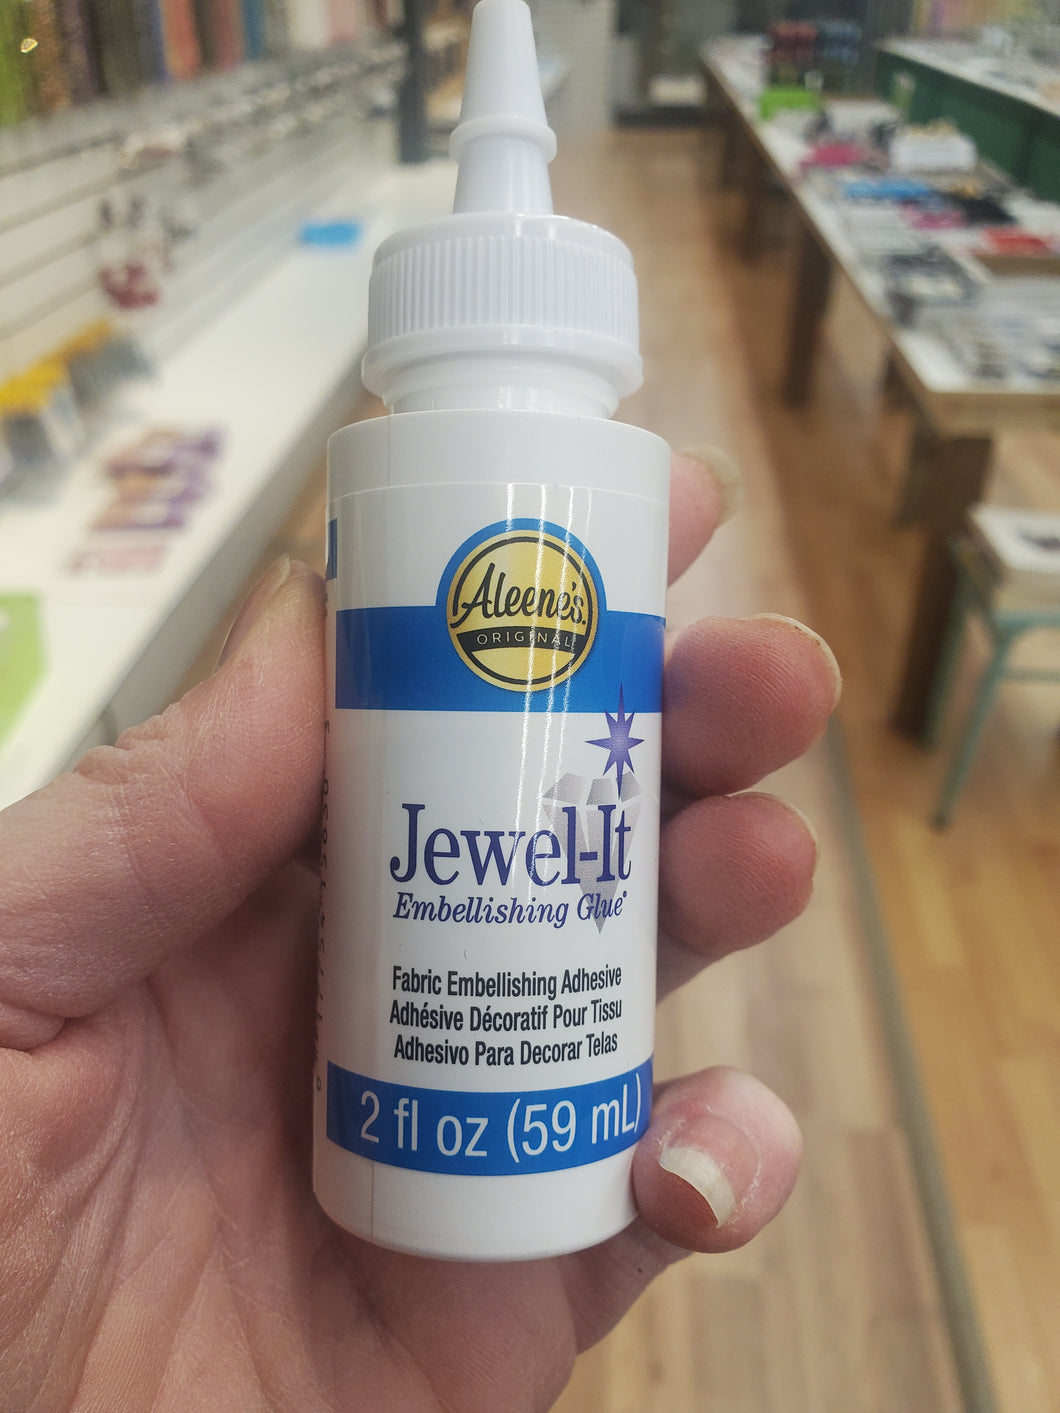 Aleene's
ORIGINAL
Jewel-It
Embellishing Glue
Fabric Embellishing Adhesive
Adhésive Décoratif Pour Tissu
Adhesivo Para Decorar Telas
2 fl oz (59 mL)